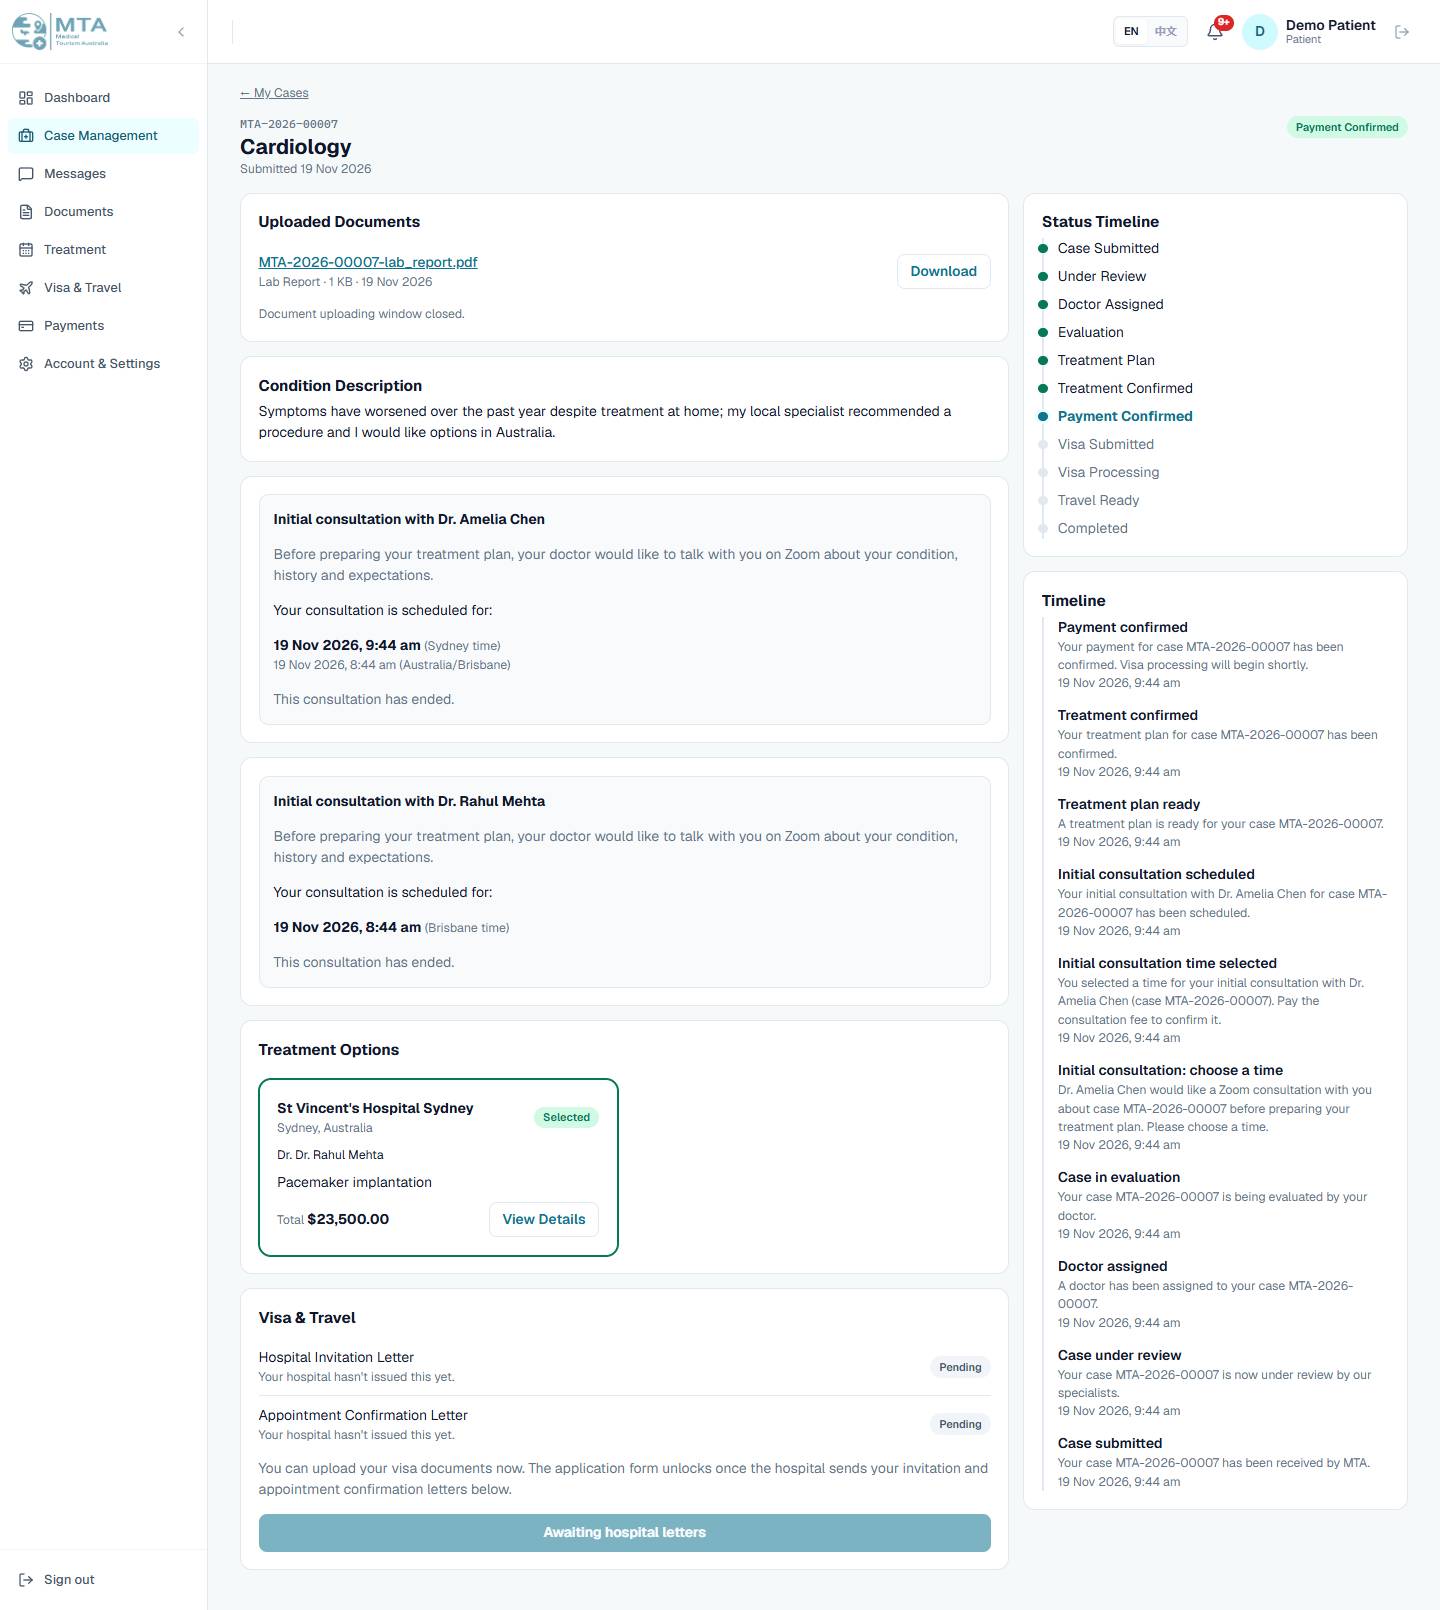 MTA
Medical
Tourism Australia
EN
中文
9+
D
Demo Patient
Patient
Dashboard
Case Management
Messages
Documents
Treatment
Visa & Travel
Payments
Account & Settings
Sign out
← My Cases
MTA-2026-00007
Cardiology
Submitted 19 Nov 2026
Payment Confirmed
Uploaded Documents
MTA-2026-00007-lab_report.pdf
Lab Report · 1 KB · 19 Nov 2026
Download
Document uploading window closed.
Condition Description
Symptoms have worsened over the past year despite treatment at home; my local specialist recommended a
procedure and I would like options in Australia.
Initial consultation with Dr. Amelia Chen
Before preparing your treatment plan, your doctor would like to talk with you on Zoom about your condition,
history and expectations.
Your consultation is scheduled for:
19 Nov 2026, 9:44 am (Sydney time)
19 Nov 2026, 8:44 am (Australia/Brisbane)
This consultation has ended.
Initial consultation with Dr. Rahul Mehta
Before preparing your treatment plan, your doctor would like to talk with you on Zoom about your condition,
history and expectations.
Your consultation is scheduled for:
19 Nov 2026, 8:44 am (Brisbane time)
This consultation has ended.
Treatment Options
St Vincent's Hospital Sydney
Sydney, Australia
Selected
Dr. Dr. Rahul Mehta
Pacemaker implantation
Total $23,500.00
View Details
Visa & Travel
Hospital Invitation Letter
Your hospital hasn't issued this yet.
Pending
Appointment Confirmation Letter
Your hospital hasn't issued this yet.
Pending
You can upload your visa documents now. The application form unlocks once the hospital sends your invitation and
appointment confirmation letters below.
Awaiting hospital letters
Status Timeline
Case Submitted
Under Review
Doctor Assigned
Evaluation
Treatment Plan
Treatment Confirmed
Payment Confirmed
Visa Submitted
Visa Processing
Travel Ready
Completed
Timeline
Payment confirmed
Your payment for case MTA-2026-00007 has been
confirmed. Visa processing will begin shortly.
19 Nov 2026, 9:44 am
Treatment confirmed
Your treatment plan for case MTA-2026-00007 has been
confirmed.
19 Nov 2026, 9:44 am
Treatment plan ready
A treatment plan is ready for your case MTA-2026-00007.
19 Nov 2026, 9:44 am
Initial consultation scheduled
Your initial consultation with Dr. Amelia Chen for case MTA-
2026-00007 has been scheduled.
19 Nov 2026, 9:44 am
Initial consultation time selected
You selected a time for your initial consultation with Dr.
Amelia Chen (case MTA-2026-00007). Pay the
consultation fee to confirm it.
19 Nov 2026, 9:44 am
Initial consultation: choose a time
Dr. Amelia Chen would like a Zoom consultation with you
about case MTA-2026-00007 before preparing your
treatment plan. Please choose a time.
19 Nov 2026, 9:44 am
Case in evaluation
Your case MTA-2026-00007 is being evaluated by your
doctor.
19 Nov 2026, 9:44 am
Doctor assigned
A doctor has been assigned to your case MTA-2026-
00007.
19 Nov 2026, 9:44 am
Case under review
Your case MTA-2026-00007 is now under review by our
specialists.
19 Nov 2026, 9:44 am
Case submitted
Your case MTA-2026-00007 has been received by MTA.
19 Nov 2026, 9:44 am